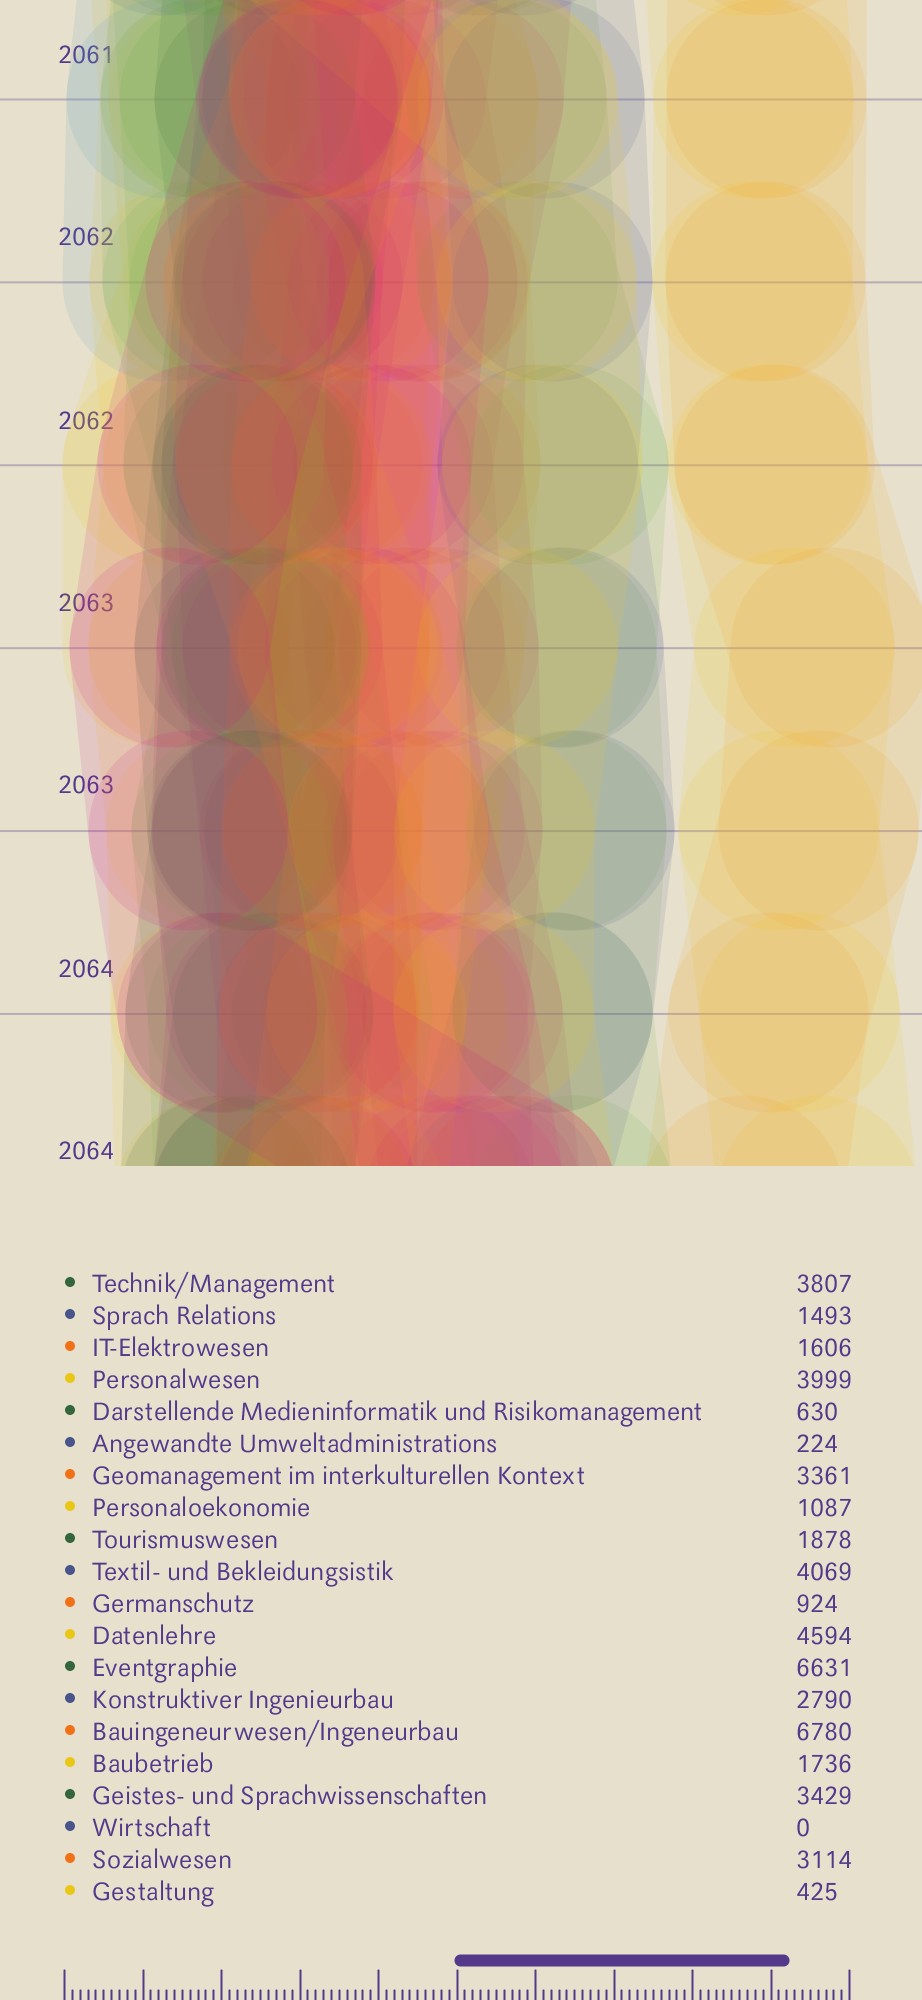 2061
2062
2062
2063
2063
2064
2064
Technik/Management 3807
Sprach Relations 1493
IT-Elektrowesen 1606
Personalwesen 3999
Darstellende Medieninformatik und Risikomanagement 630
Angewandte Umweltadministrations 224
Geomanagement im interkulturellen Kontext 3361
Personaloekonomie 1087
Tourismuswesen 1878
Textil- und Bekleidungsistik 4069
Germanschutz 924
Datenlehre 4594
Eventgraphie 6631
Konstruktiver Ingenieurbau 2790
Bauingeneurwesen/Ingeneurbau 6780
Baubetrieb 1736
Geistes- und Sprachwissenschaften 3429
Wirtschaft 0
Sozialwesen 3114
Gestaltung 425